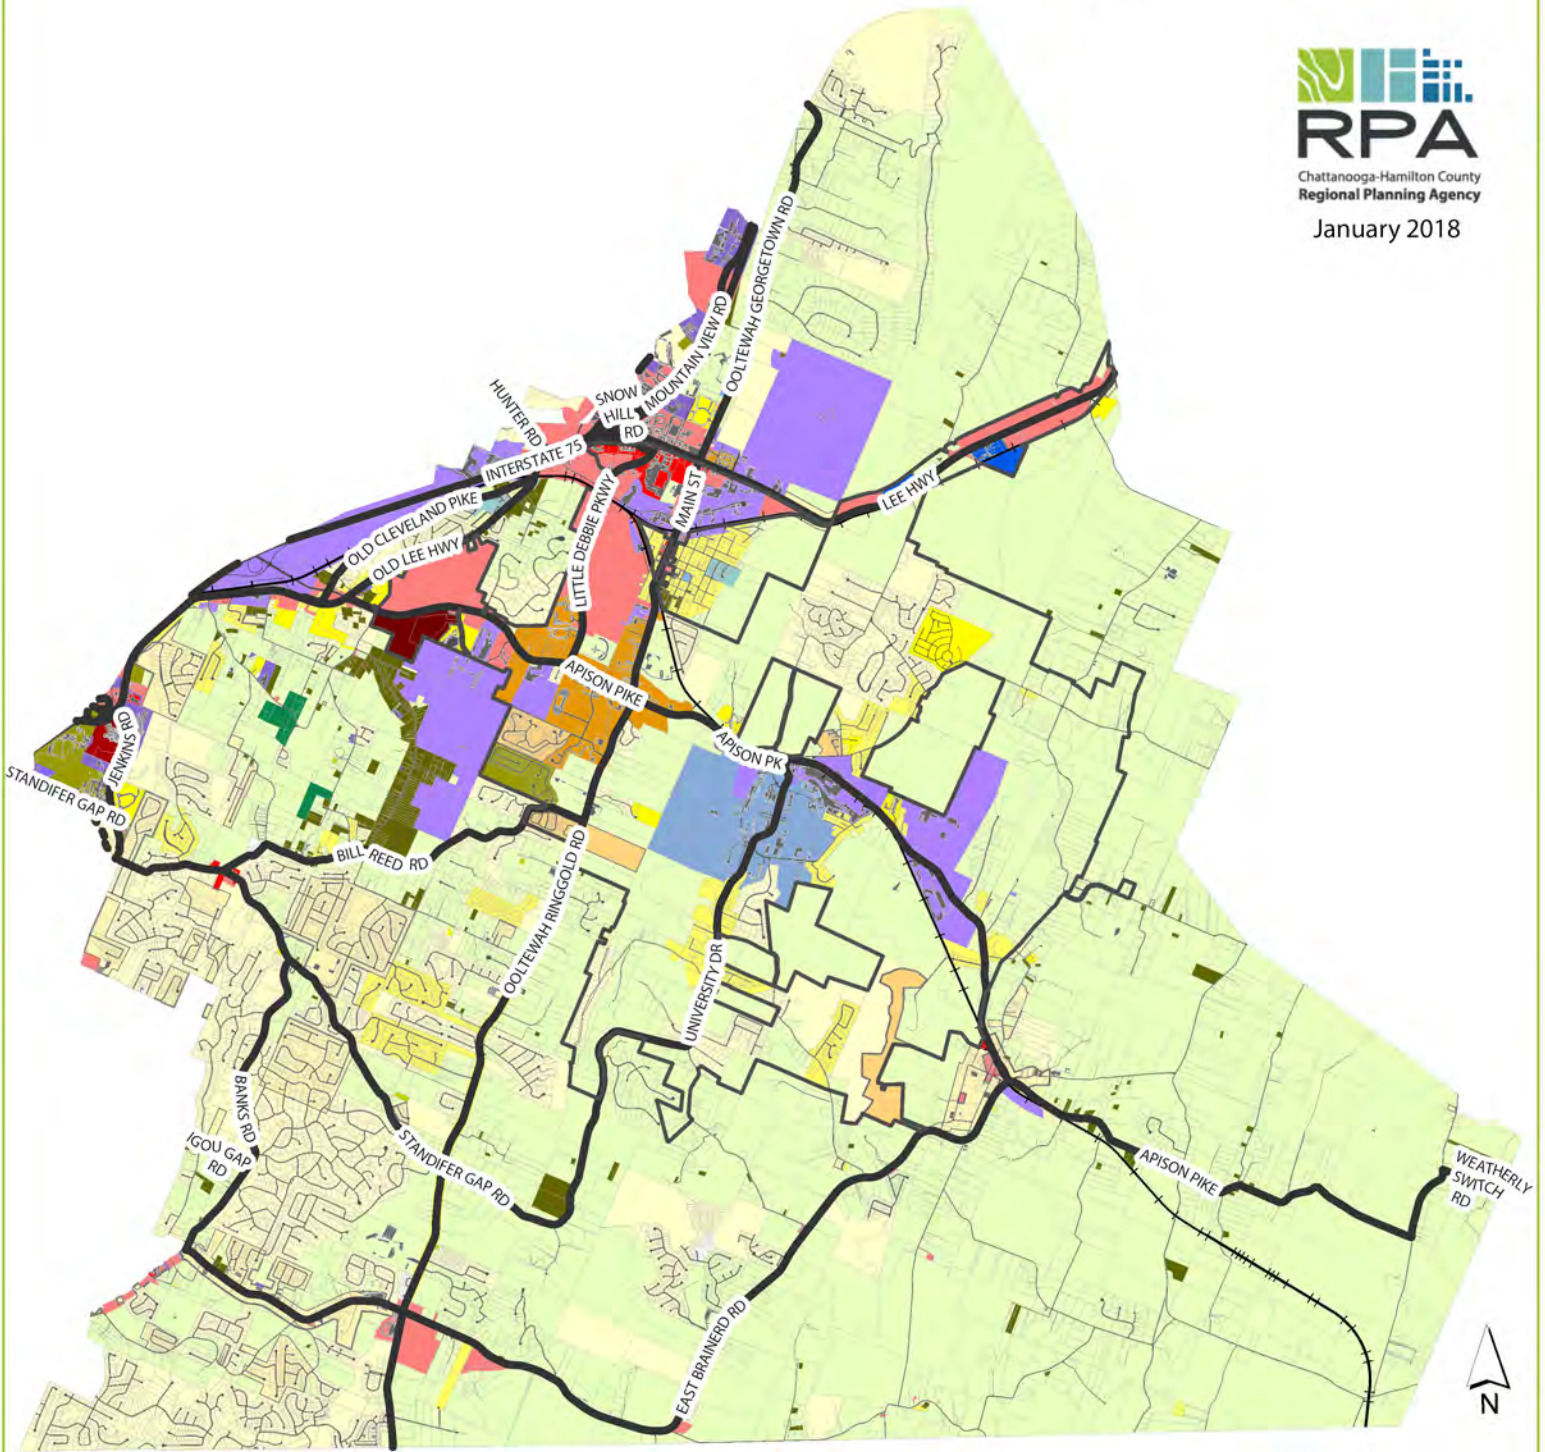 RPA
Chattanooga-Hamilton County
Regional Planning Agency
January 2018
OOLTEWAH GEORGETOWN RD
MOUNTAIN VIEW RD
SNOW
HILL
RD
HUNTER RD
INTERSTATE 75
OLD CLEVELAND PIKE
OLD LEE HWY
LITTLE DEBBIE PKWY
MAIN ST
LEE HWY
APISON PIKE
APISON PK
JENKINS RD
STANDIFER GAP RD
BILL REED RD
OOLTEWAH RINGGOLD RD
UNIVERSITY DR
BANKS RD
IGOU GAP
RD
STANDIFER GAP RD
APISON PIKE
WEATHERLY
SWITCH
RD
EAST BRAINERD RD
N